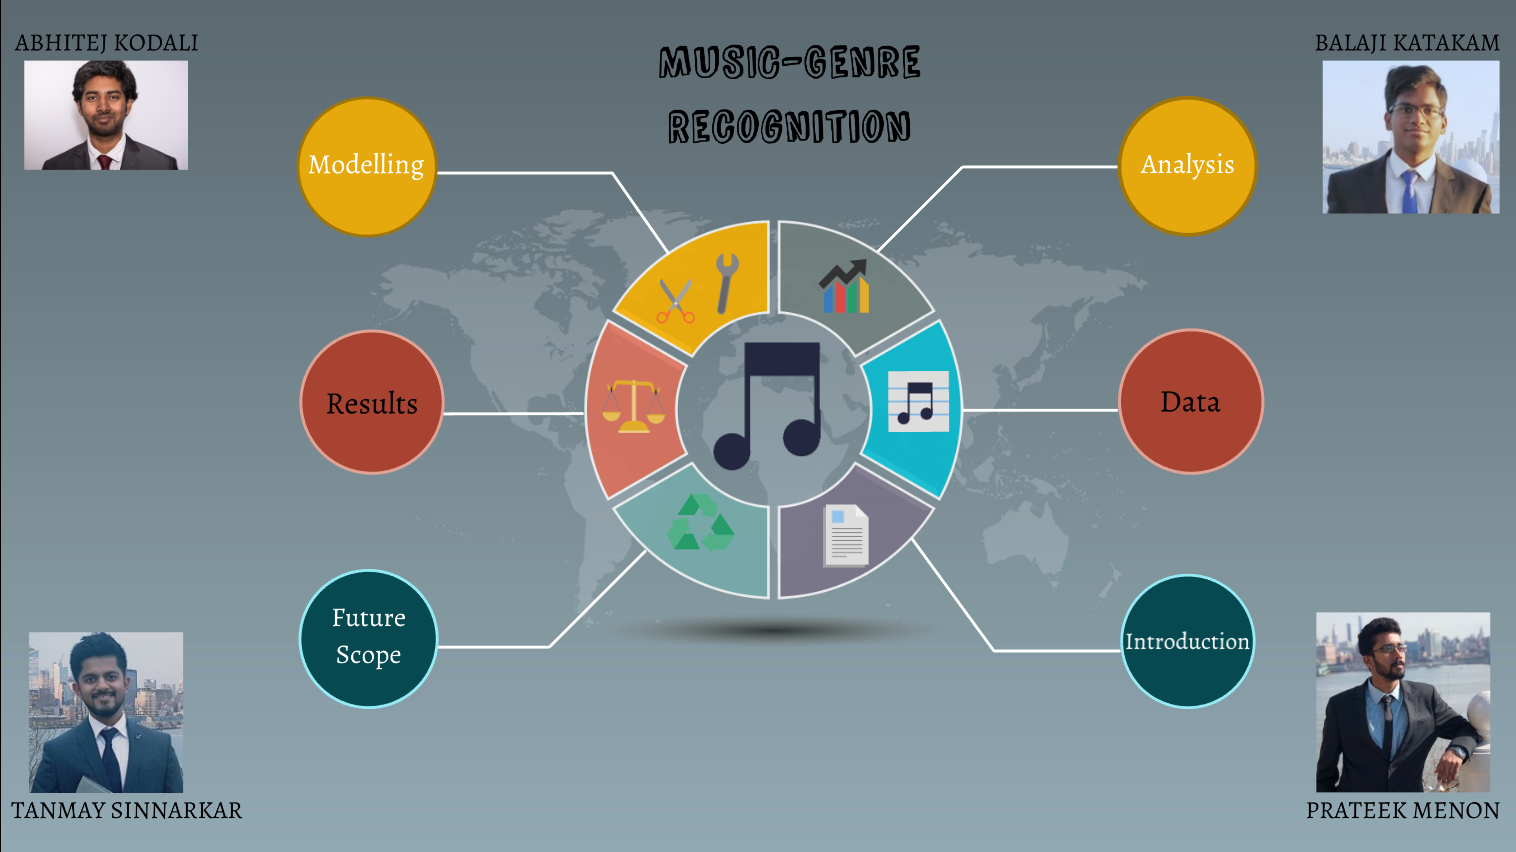 ABHITEJ KODALI
BALAJI KATAKAM
MUSIC-GENRE
RECOGNITION
Modelling
Analysis
Results
Data
Future
Scope
Introduction
TANMAY SINNARKAR
PRATEEK MENON